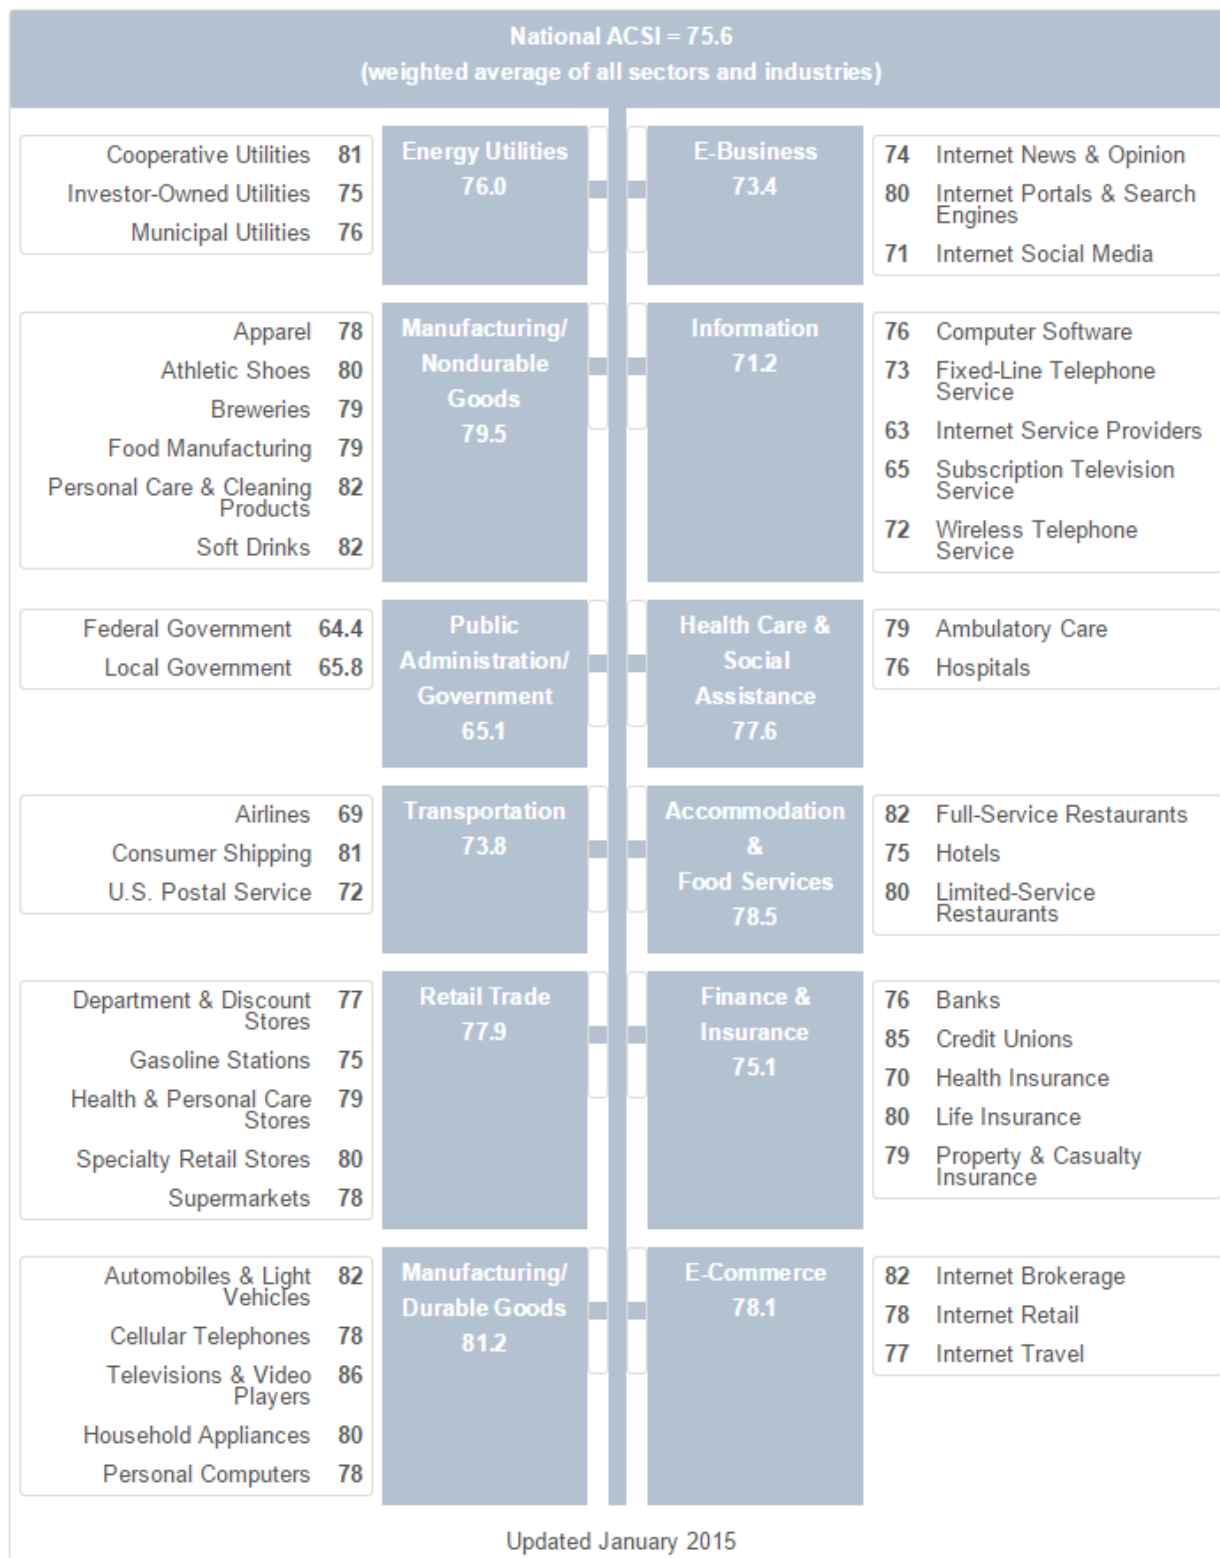 National ACSI = 75.6
(weighted average of all sectors and industries)
Cooperative Utilities 81
Investor-Owned Utilities 75
Municipal Utilities 76
Energy Utilities
76.0
E-Business
73.4
74 Internet News & Opinion
80 Internet Portals & Search
Engines
71 Internet Social Media
Apparel 78
Athletic Shoes 80
Breweries 79
Food Manufacturing 79
Personal Care & Cleaning 82
Products
Soft Drinks 82
Manufacturing/
Nondurable
Goods
79.5
Information
71.2
76 Computer Software
73 Fixed-Line Telephone
Service
63 Internet Service Providers
65 Subscription Television
Service
72 Wireless Telephone
Service
Federal Government 64.4
Local Government 65.8
Public
Administration/
Government
65.1
Health Care &
Social
Assistance
77.6
79 Ambulatory Care
76 Hospitals
Airlines 69
Consumer Shipping 81
U.S. Postal Service 72
Transportation
73.8
Accommodation
&
Food Services
78.5
82 Full-Service Restaurants
75 Hotels
80 Limited-Service
Restaurants
Department & Discount 77
Stores
Gasoline Stations 75
Health & Personal Care 79
Stores
Specialty Retail Stores 80
Supermarkets 78
Retail Trade
77.9
Finance &
Insurance
75.1
76 Banks
85 Credit Unions
70 Health Insurance
80 Life Insurance
79 Property & Casualty
Insurance
Automobiles & Light 82
Vehicles
Cellular Telephones 78
Televisions & Video 86
Players
Household Appliances 80
Personal Computers 78
Manufacturing/
Durable Goods
81.2
E-Commerce
78.1
82 Internet Brokerage
78 Internet Retail
77 Internet Travel
Updated January 2015